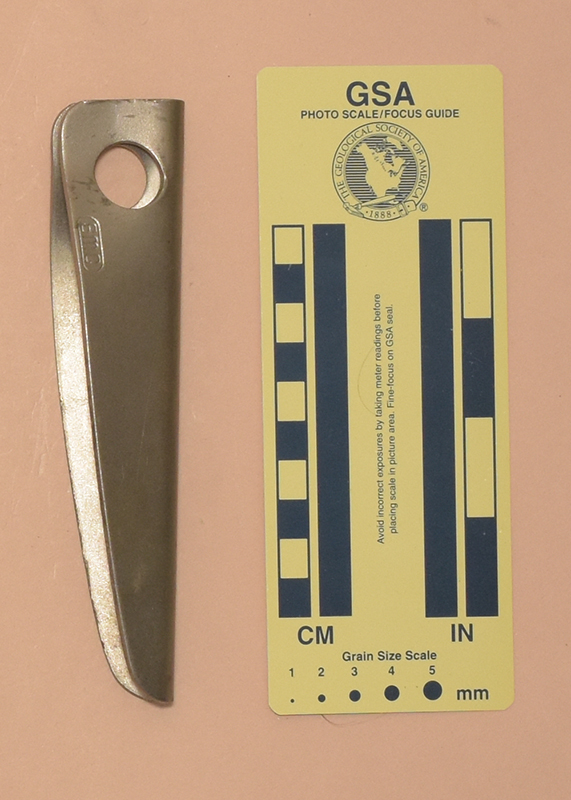 GSA
PHOTO SCALE/FOCUS GUIDE
THE GEOLOGICAL SOCIETY OF AMERICA
·1888·
®
Avoid incorrect exposures by taking meter readings before
placing scale in picture area. Fine-focus on GSA seal.
CM IN
Grain Size Scale
1 2 3 4 5
mm